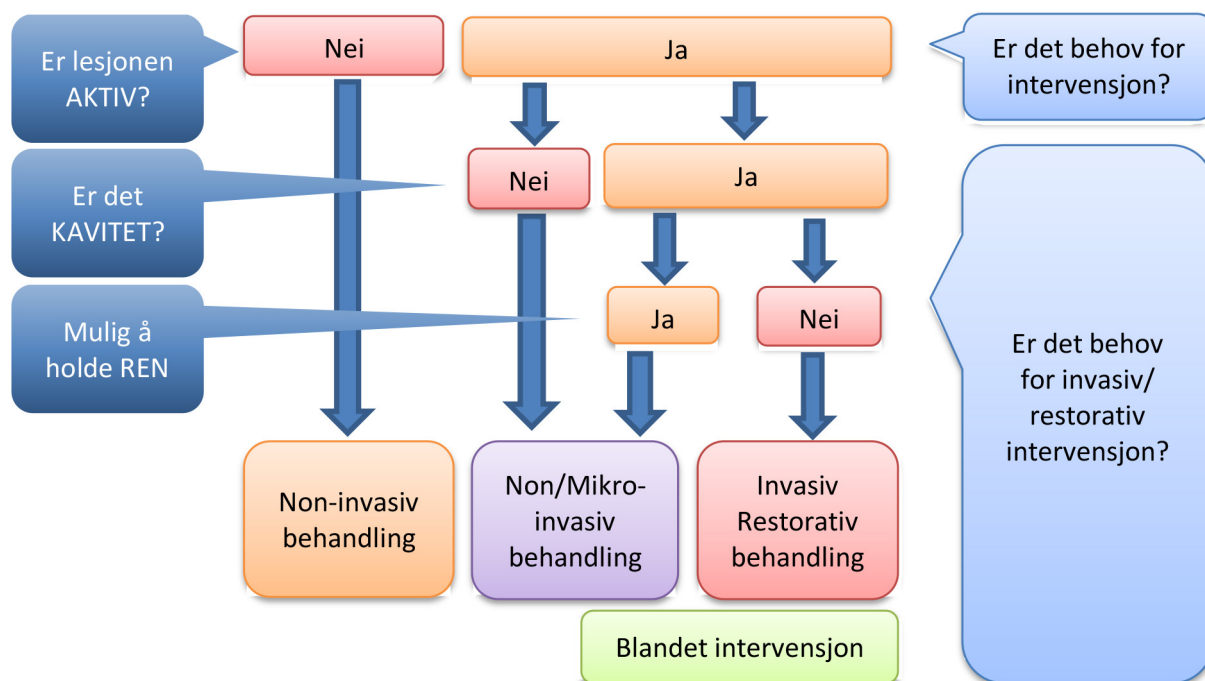 Er lesjonen
AKTIV?
Nei
Ja
Er det behov for
intervensjon?
Er det
KAVITET?
Nei
Ja
Mulig å
holde REN
Ja
Nei
Er det behov
for invasiv/
restorativ
intervensjon?
Non-invasiv
behandling
Non/Mikro-
invasiv
behandling
Invasiv
Restorativ
behandling
Blandet intervensjon